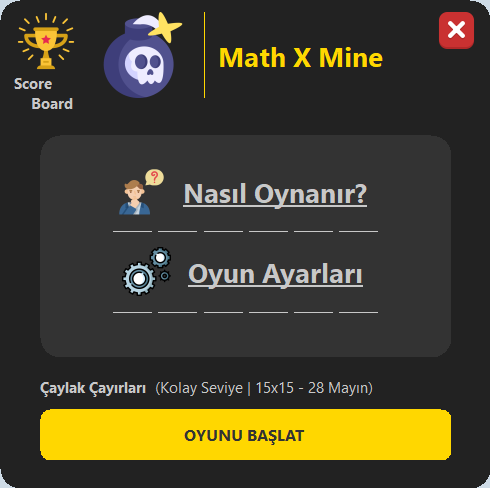 Score
Board
Math X Mine
Nasıl Oynanır?
Oyun Ayarları
Çaylak Çayırları (Kolay Seviye | 15x15 - 28 Mayın)
OYUNU BAŞLAT